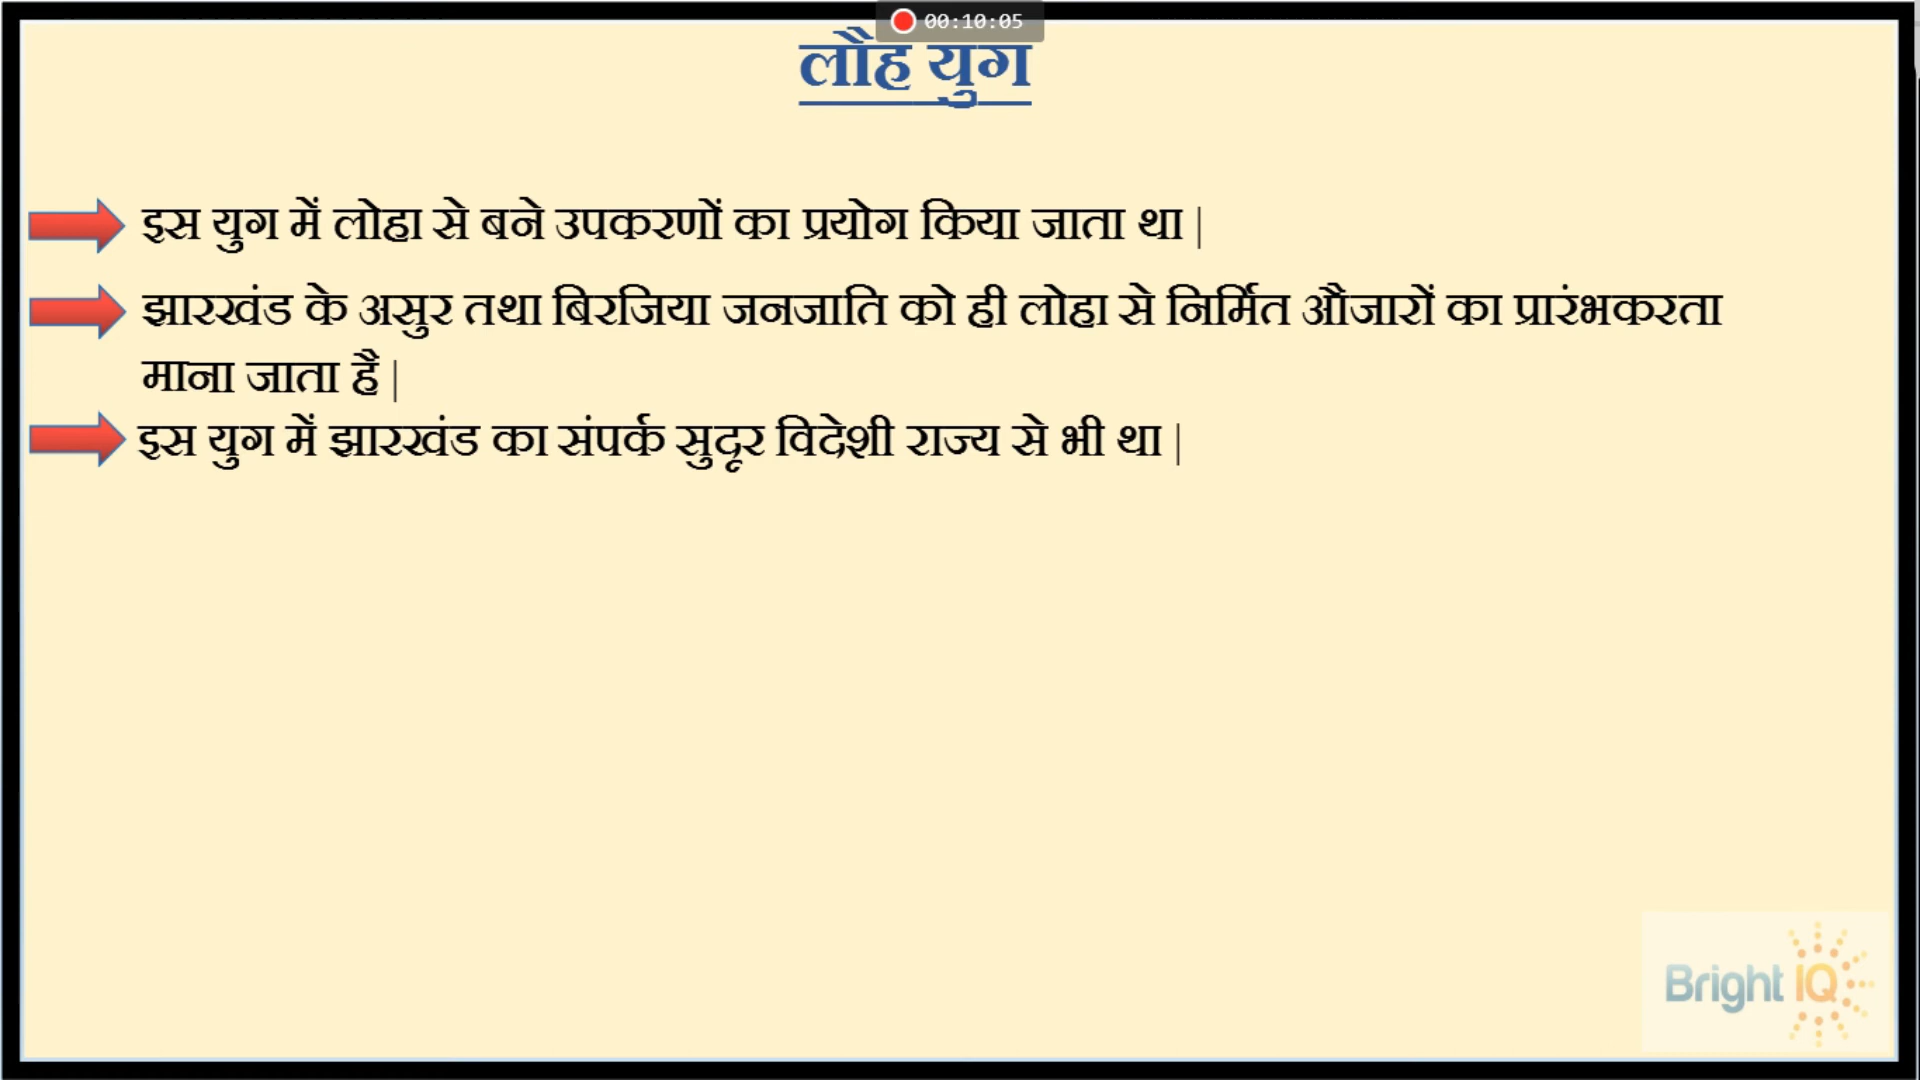 00:10:05
लौह युग
इस युग में लोहा से बने उपकरणों का प्रयोग किया जाता था |
झारखंड के असुर तथा बिरजिया जनजाति को ही लोहा से निर्मित औजारों का प्रारंभकरता
माना जाता है |
इस युग में झारखंड का संपर्क सुदूर विदेशी राज्य से भी था |
Bright IQ